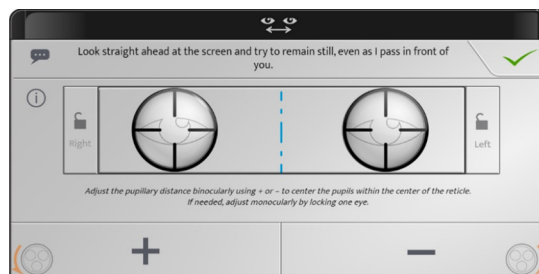 Look straight ahead at the screen and try to remain still, even as I pass in front of
you.
Right
Left
Adjust the pupillary distance binocularly using + or – to center the pupils within the center of the reticle.
If needed, adjust monocularly by locking one eye.
+
–